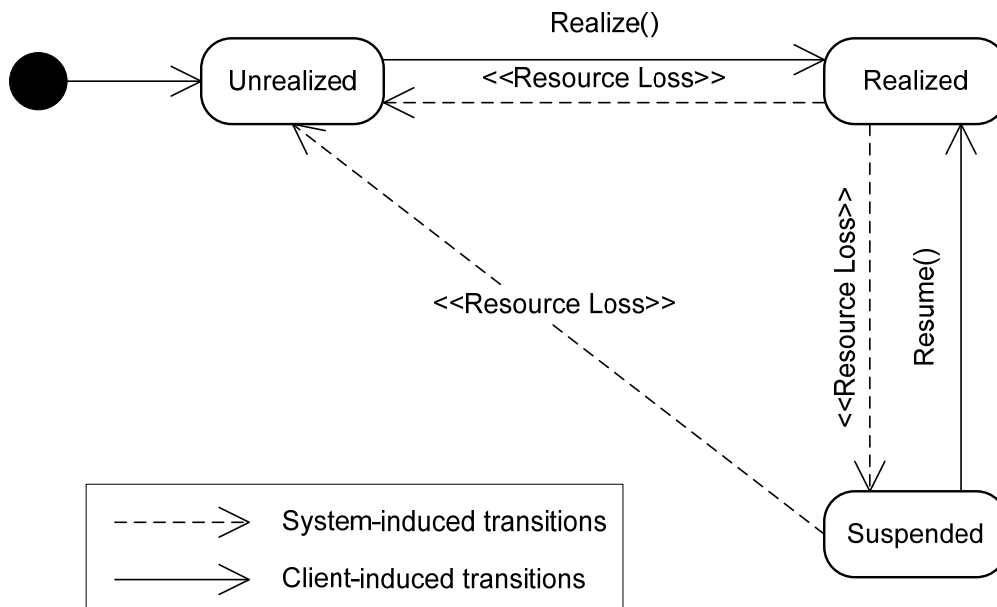 Realize()
Unrealized
<<Resource Loss>>
Realized
<<Resource Loss>>
<<Resource Loss>>
Resume()
Suspended
System-induced transitions
Client-induced transitions